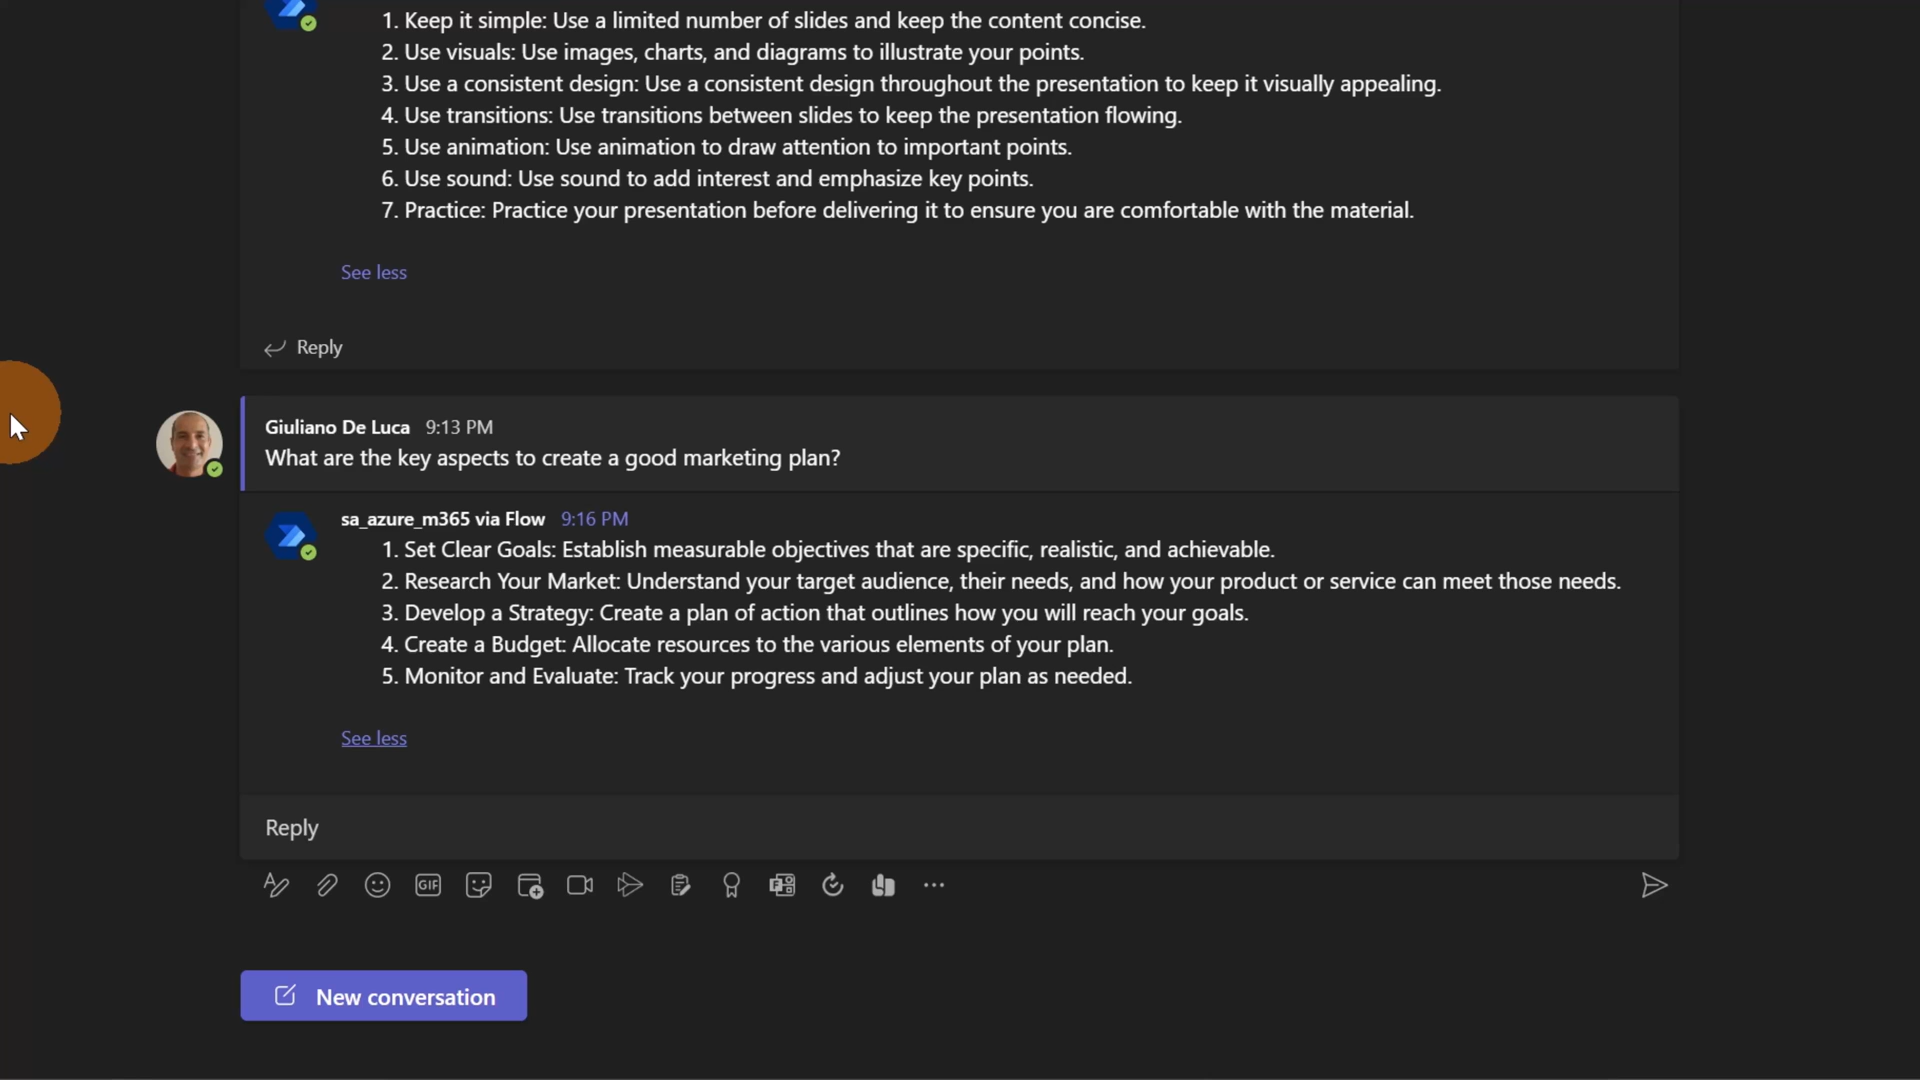 1. Keep it simple: Use a limited number of slides and keep the content concise.
2. Use visuals: Use images, charts, and diagrams to illustrate your points.
3. Use a consistent design: Use a consistent design throughout the presentation to keep it visually appealing.
4. Use transitions: Use transitions between slides to keep the presentation flowing.
5. Use animation: Use animation to draw attention to important points.
6. Use sound: Use sound to add interest and emphasize key points.
7. Practice: Practice your presentation before delivering it to ensure you are comfortable with the material.
See less
Reply
Giuliano De Luca 9:13 PM
What are the key aspects to create a good marketing plan?
sa_azure_m365 via Flow 9:16 PM
1. Set Clear Goals: Establish measurable objectives that are specific, realistic, and achievable.
2. Research Your Market: Understand your target audience, their needs, and how your product or service can meet those needs.
3. Develop a Strategy: Create a plan of action that outlines how you will reach your goals.
4. Create a Budget: Allocate resources to the various elements of your plan.
5. Monitor and Evaluate: Track your progress and adjust your plan as needed.
See less
Reply
GIF
New conversation